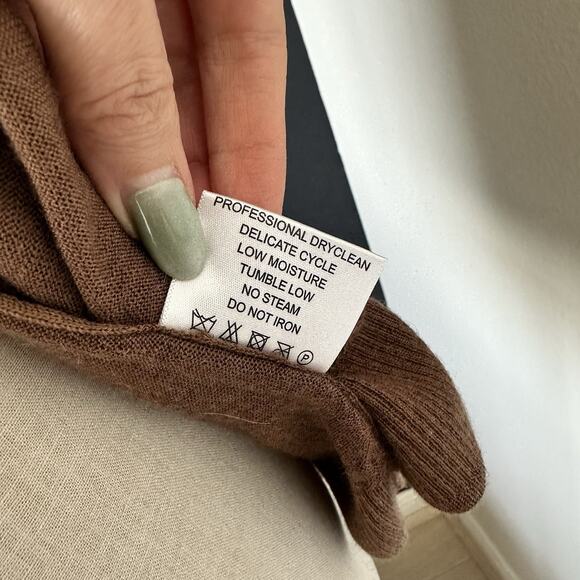 PROFESSIONAL DRYCLEAN
DELICATE CYCLE
LOW MOISTURE
TUMBLE LOW
NO STEAM
DO NOT IRON
P